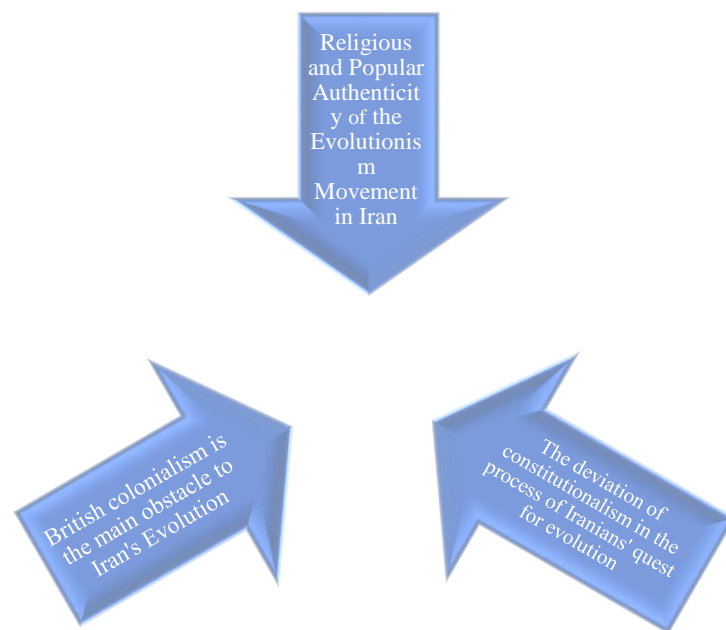 Religious
and Popular
Authenticit
y of the
Evolutionis
m
Movement
in Iran
British colonialism is
the main obstacle to
Iran's Evolution
The deviation of
constitutionalism in the
process of Iranians' quest
for evolution